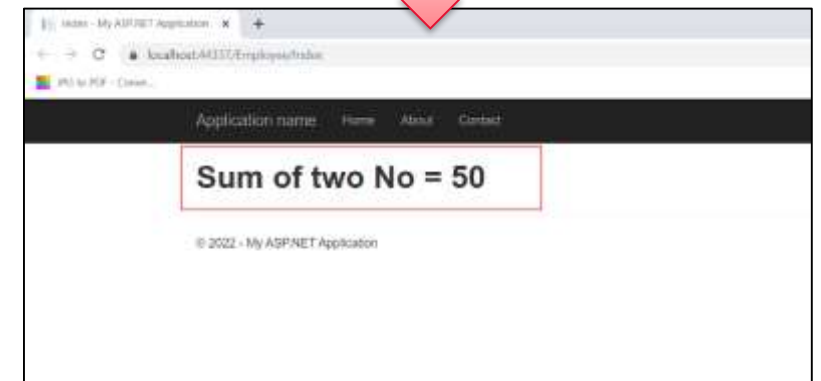 Index - My ASP.NET Application
localhost:44337/Employee/Index
JPG to PDF - Conve...
Application name Home About Contact
Sum of two No = 50
© 2022 - My ASP.NET Application